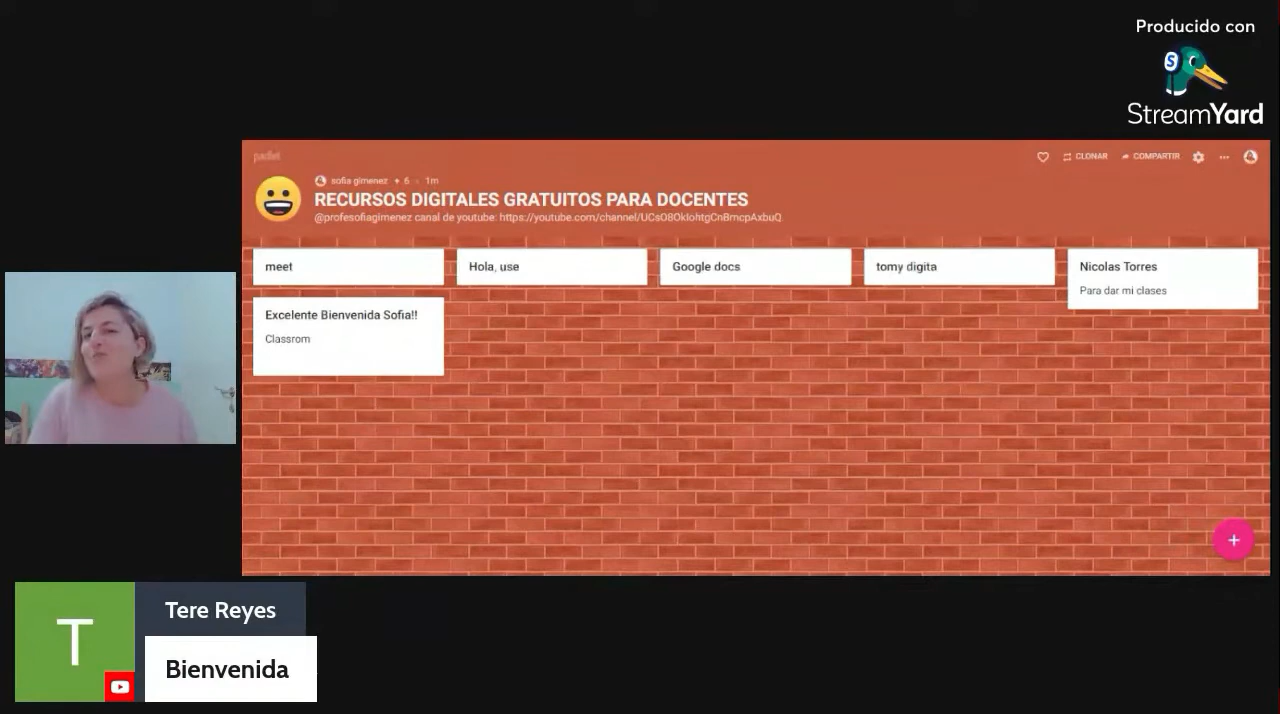 Producido con
StreamYard
padlet
CLONAR
COMPARTIR
sofia gimenez + 6 · 1m
RECURSOS DIGITALES GRATUITOS PARA DOCENTES
@profesofiagimenez canal de youtube: https://youtube.com/channel/UCsO8OkIohtgCnBmcpAxbuQ
meet
Hola, use
Google docs
tomy digita
Nicolas Torres
Para dar mi clases
Excelente Bienvenida Sofia!!
Classrom
T
Tere Reyes
Bienvenida